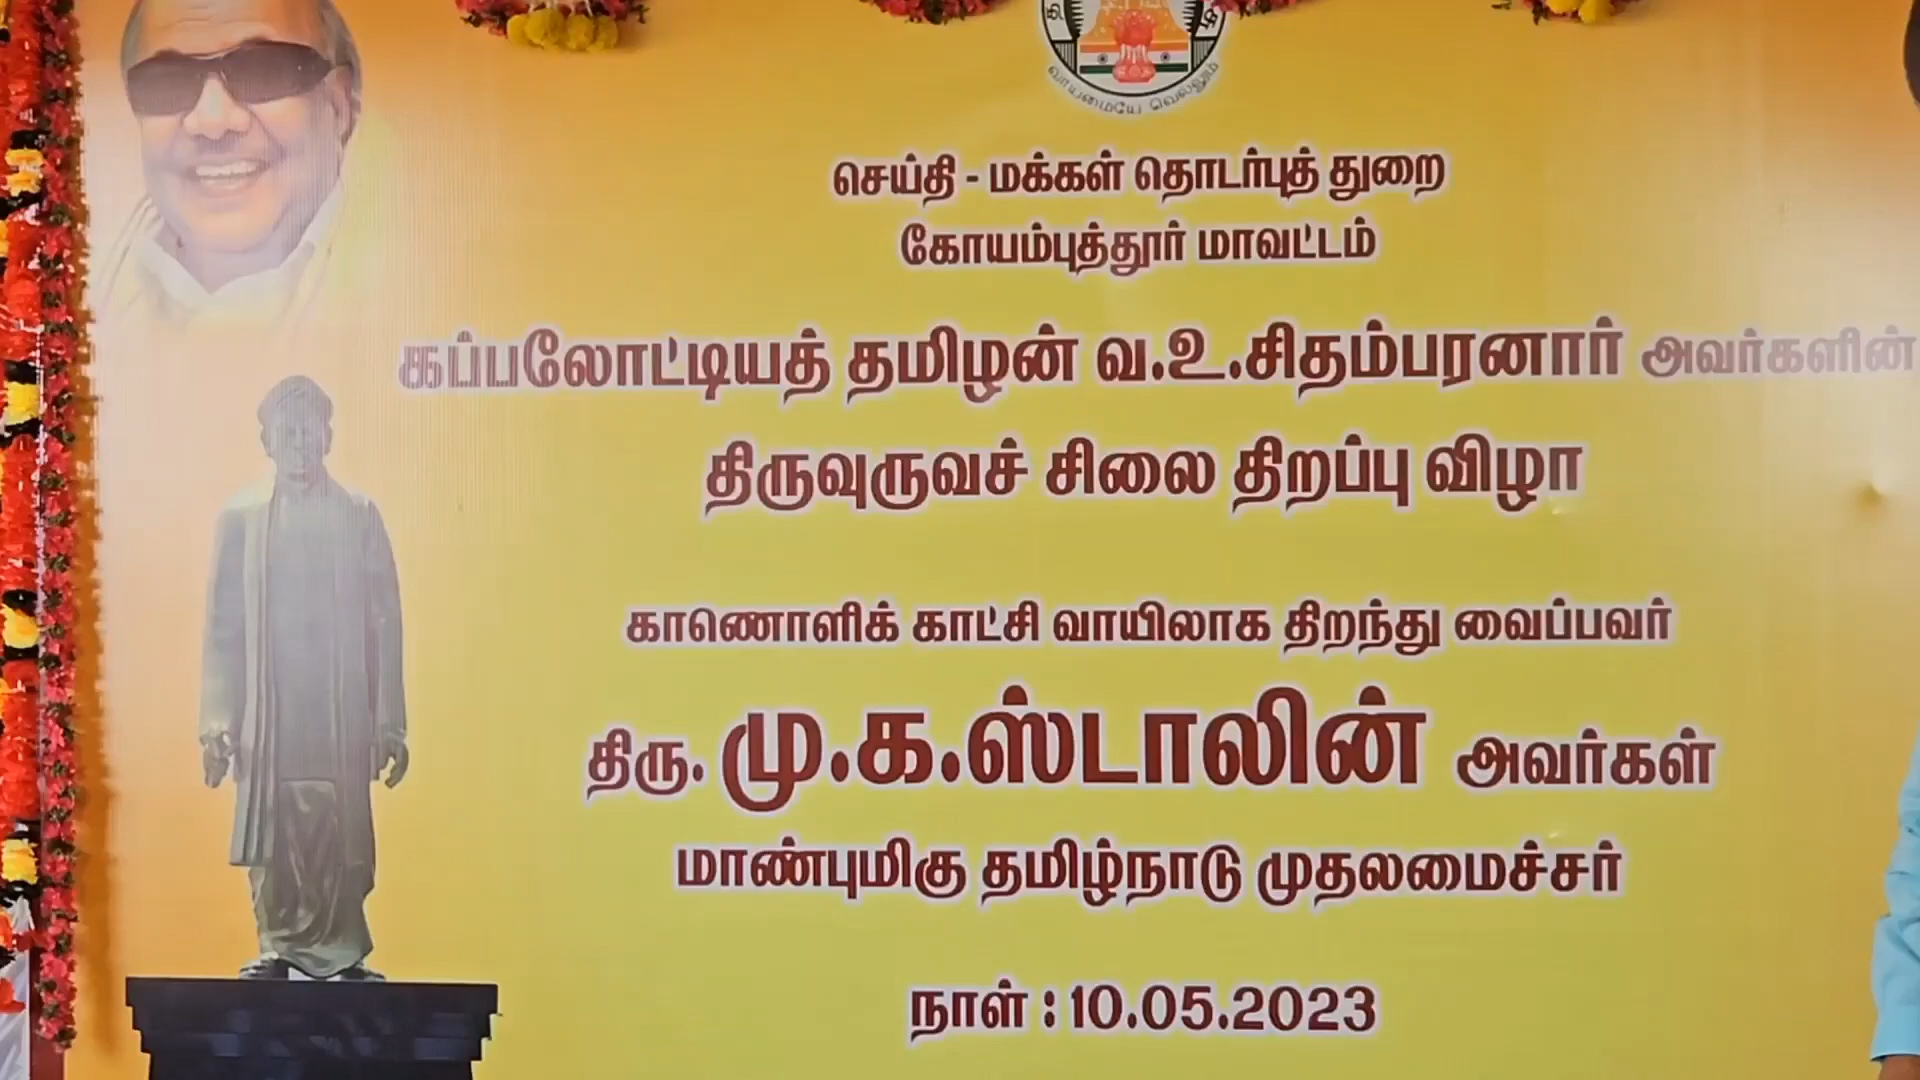 வாய்மையே வெல்லும்
செய்தி - மக்கள் தொடர்புத் துறை
கோயம்புத்தூர் மாவட்டம்
கப்பலோட்டியத் தமிழன் வ.உ.சிதம்பரனார் அவர்களின்
திருவுருவச் சிலை திறப்பு விழா
காணொளிக் காட்சி வாயிலாக திறந்து வைப்பவர்
திரு. மு.க.ஸ்டாலின் அவர்கள்
மாண்புமிகு தமிழ்நாடு முதலமைச்சர்
நாள் : 10.05.2023